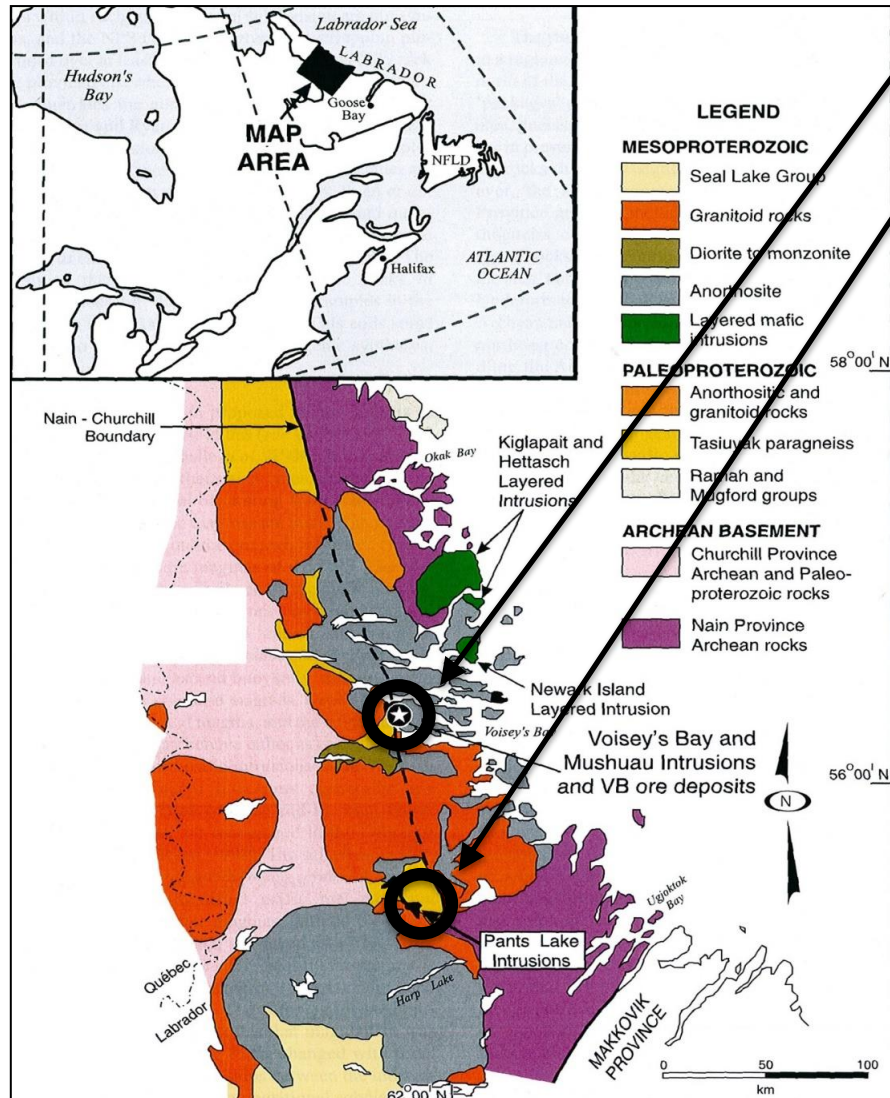 Labrador Sea
Hudson's
Bay
LABRADOR
Goose
Bay
MAP
AREA
NFLD
Halifax
ATLANTIC
OCEAN
LEGEND
MESOPROTEROZOIC
Seal Lake Group
Granitoid rocks
Diorite to monzonite
Anorthosite
Layered mafic
intrusions
PALEOPROTEROZOIC
Anorthositic and
granitoid rocks
Tasiuyak paragneiss
Ramah and
Mugford groups
ARCHEAN BASEMENT
Churchill Province
Archean and Paleo-
proterozoic rocks
Nain Province
Archean rocks
58°00' N
Nain - Churchill
Boundary
Okak Bay
Kiglapait and
Hettasch
Layered
Intrusions
Newark Island
Layered Intrusion
Voisey's Bay
Voisey's Bay and
Mushuau Intrusions
and VB ore deposits
56°00' N
N
Ugjoktok
Bay
Pants Lake
Intrusions
Harp Lake
Québec
Labrador
MAKKOVIK
PROVINCE
62°00' N
0 50 100
km